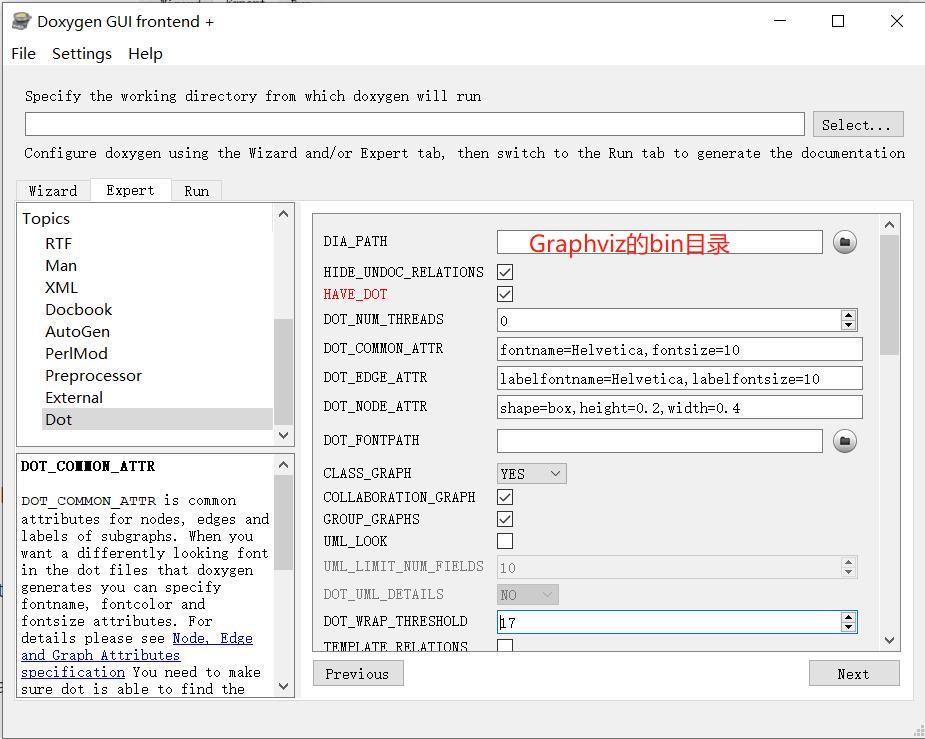 Doxygen GUI frontend +
File Settings Help
Specify the working directory from which doxygen will run
Select...
Configure doxygen using the Wizard and/or Expert tab, then switch to the Run tab to generate the documentation
Wizard Expert Run
Topics
RTF
Man
XML
Docbook
AutoGen
PerlMod
Preprocessor
External
Dot
DOT_COMMON_ATTR
DOT_COMMON_ATTR is common
attributes for nodes, edges and
labels of subgraphs. When you
want a differently looking font
in the dot files that doxygen
generates you can specify
fontname, fontcolor and
fontsize attributes. For
details please see Node, Edge
and Graph Attributes
specification You need to make
sure dot is able to find the
DIA_PATH Graphviz的bin目录
HIDE_UNDOC_RELATIONS
HAVE_DOT
DOT_NUM_THREADS 0
DOT_COMMON_ATTR fontname=Helvetica,fontsize=10
DOT_EDGE_ATTR labelfontname=Helvetica,labelfontsize=10
DOT_NODE_ATTR shape=box,height=0.2,width=0.4
DOT_FONTPATH
CLASS_GRAPH YES
COLLABORATION_GRAPH
GROUP_GRAPHS
UML_LOOK
UML_LIMIT_NUM_FIELDS 10
DOT_UML_DETAILS NO
DOT_WRAP_THRESHOLD 17
TEMPLATE_RELATIONS
Previous Next